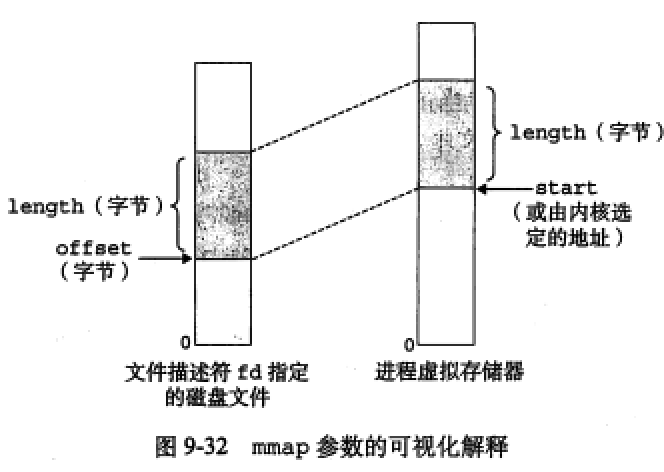 length（字节）
start
（或由内核选
定的地址）
length（字节）
offset
（字节）
0
0
文件描述符 fd 指定
的磁盘文件
进程虚拟存储器
图 9-32 mmap 参数的可视化解释